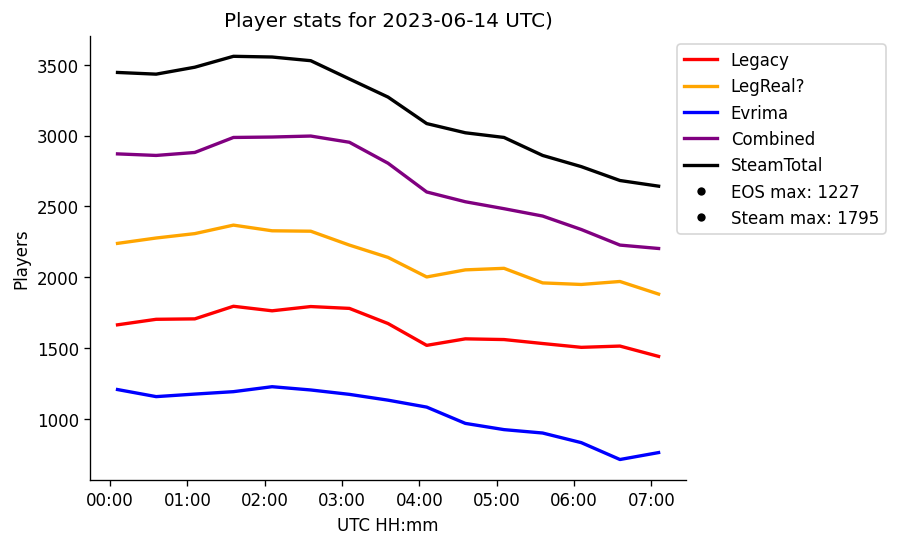 Player stats for 2023-06-14 UTC)
3500
3000
2500
2000
1500
1000
Players
00:00 01:00 02:00 03:00 04:00 05:00 06:00 07:00
UTC HH:mm
Legacy
LegReal?
Evrima
Combined
SteamTotal
EOS max: 1227
Steam max: 1795